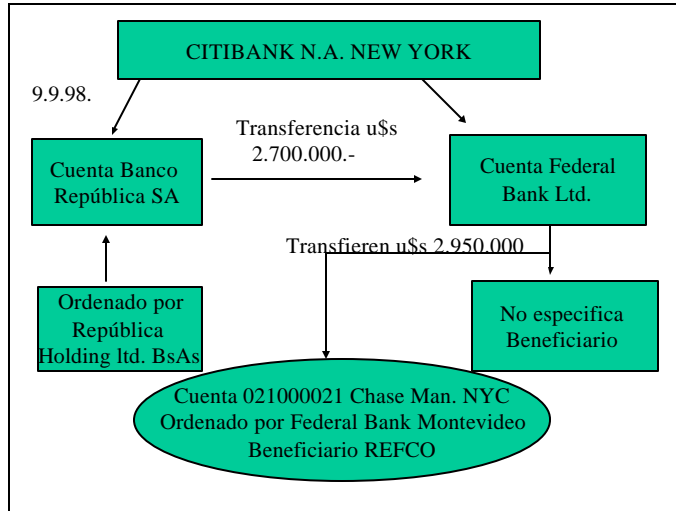 CITIBANK N.A. NEW YORK
9.9.98.
Transferencia u$s
2.700.000.-
Cuenta Banco
República SA
Cuenta Federal
Bank Ltd.
Transfieren u$s 2.950.000
Ordenado por
República
Holding ltd. BsAs
No especifica
Beneficiario
Cuenta 021000021 Chase Man. NYC
Ordenado por Federal Bank Montevideo
Beneficiario REFCO